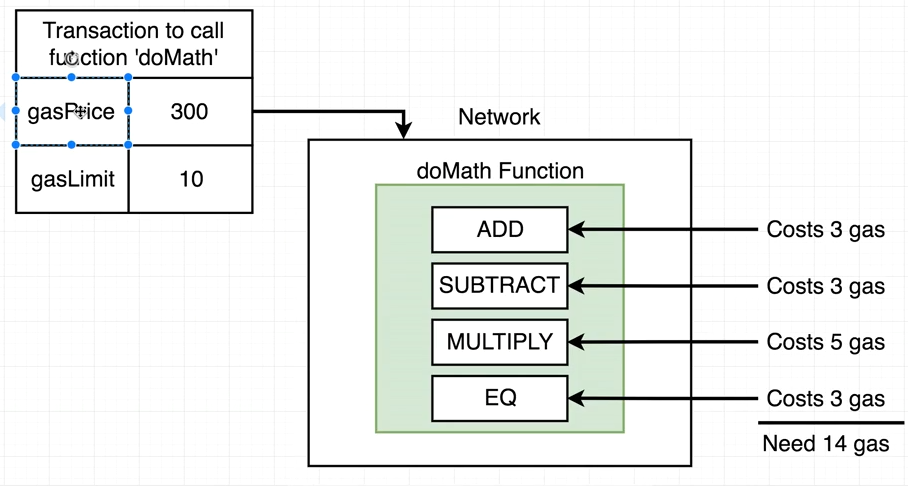 Transaction to call
function 'doMath'
gasPrice
300
gasLimit
10
Network
doMath Function
ADD
Costs 3 gas
SUBTRACT
Costs 3 gas
MULTIPLY
Costs 5 gas
EQ
Costs 3 gas
Need 14 gas